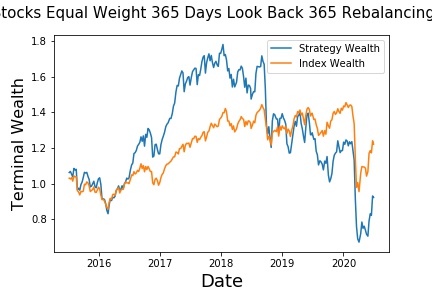 stocks Equal Weight 365 Days Look Back 365 Rebalancing
Strategy Wealth
Index Wealth
Terminal Wealth
1.8
1.6
1.4
1.2
1.0
0.8
2016
2017
2018
2019
2020
Date